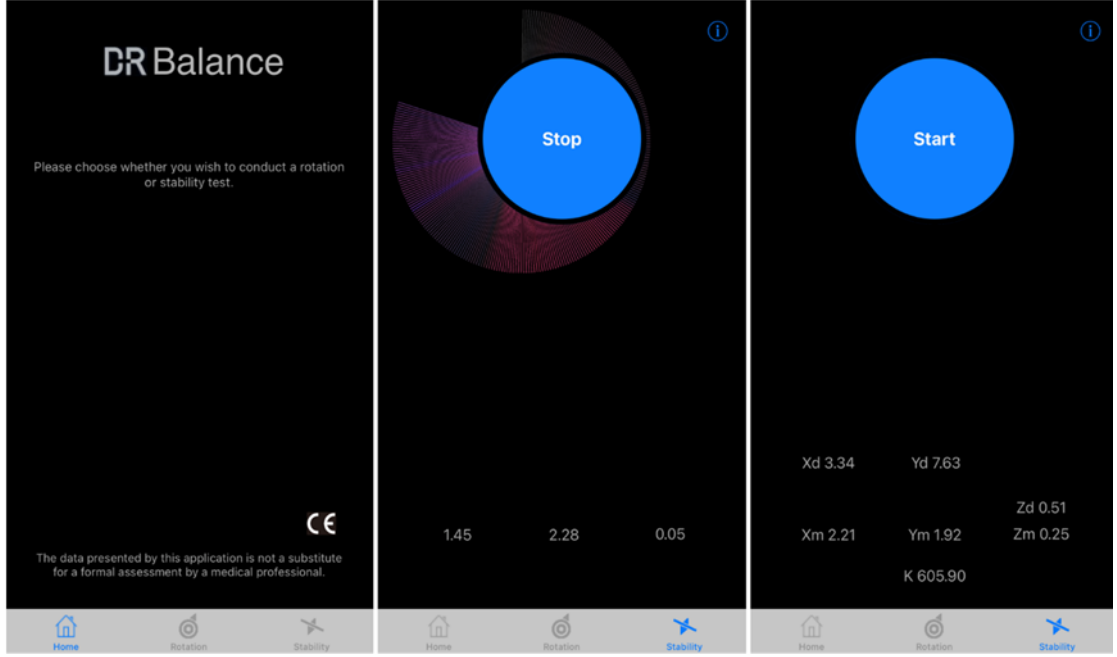 DR Balance
Please choose whether you wish to conduct a rotation
or stability test.
CE
The data presented by this application is not a substitute
for a formal assessment by a medical professional.
Home Rotation Stability
i
Stop
1.45 2.28 0.05
Home Rotation Stability
i
Start
Xd 3.34 Yd 7.63
Zd 0.51
Xm 2.21 Ym 1.92 Zm 0.25
K 605.90
Home Rotation Stability